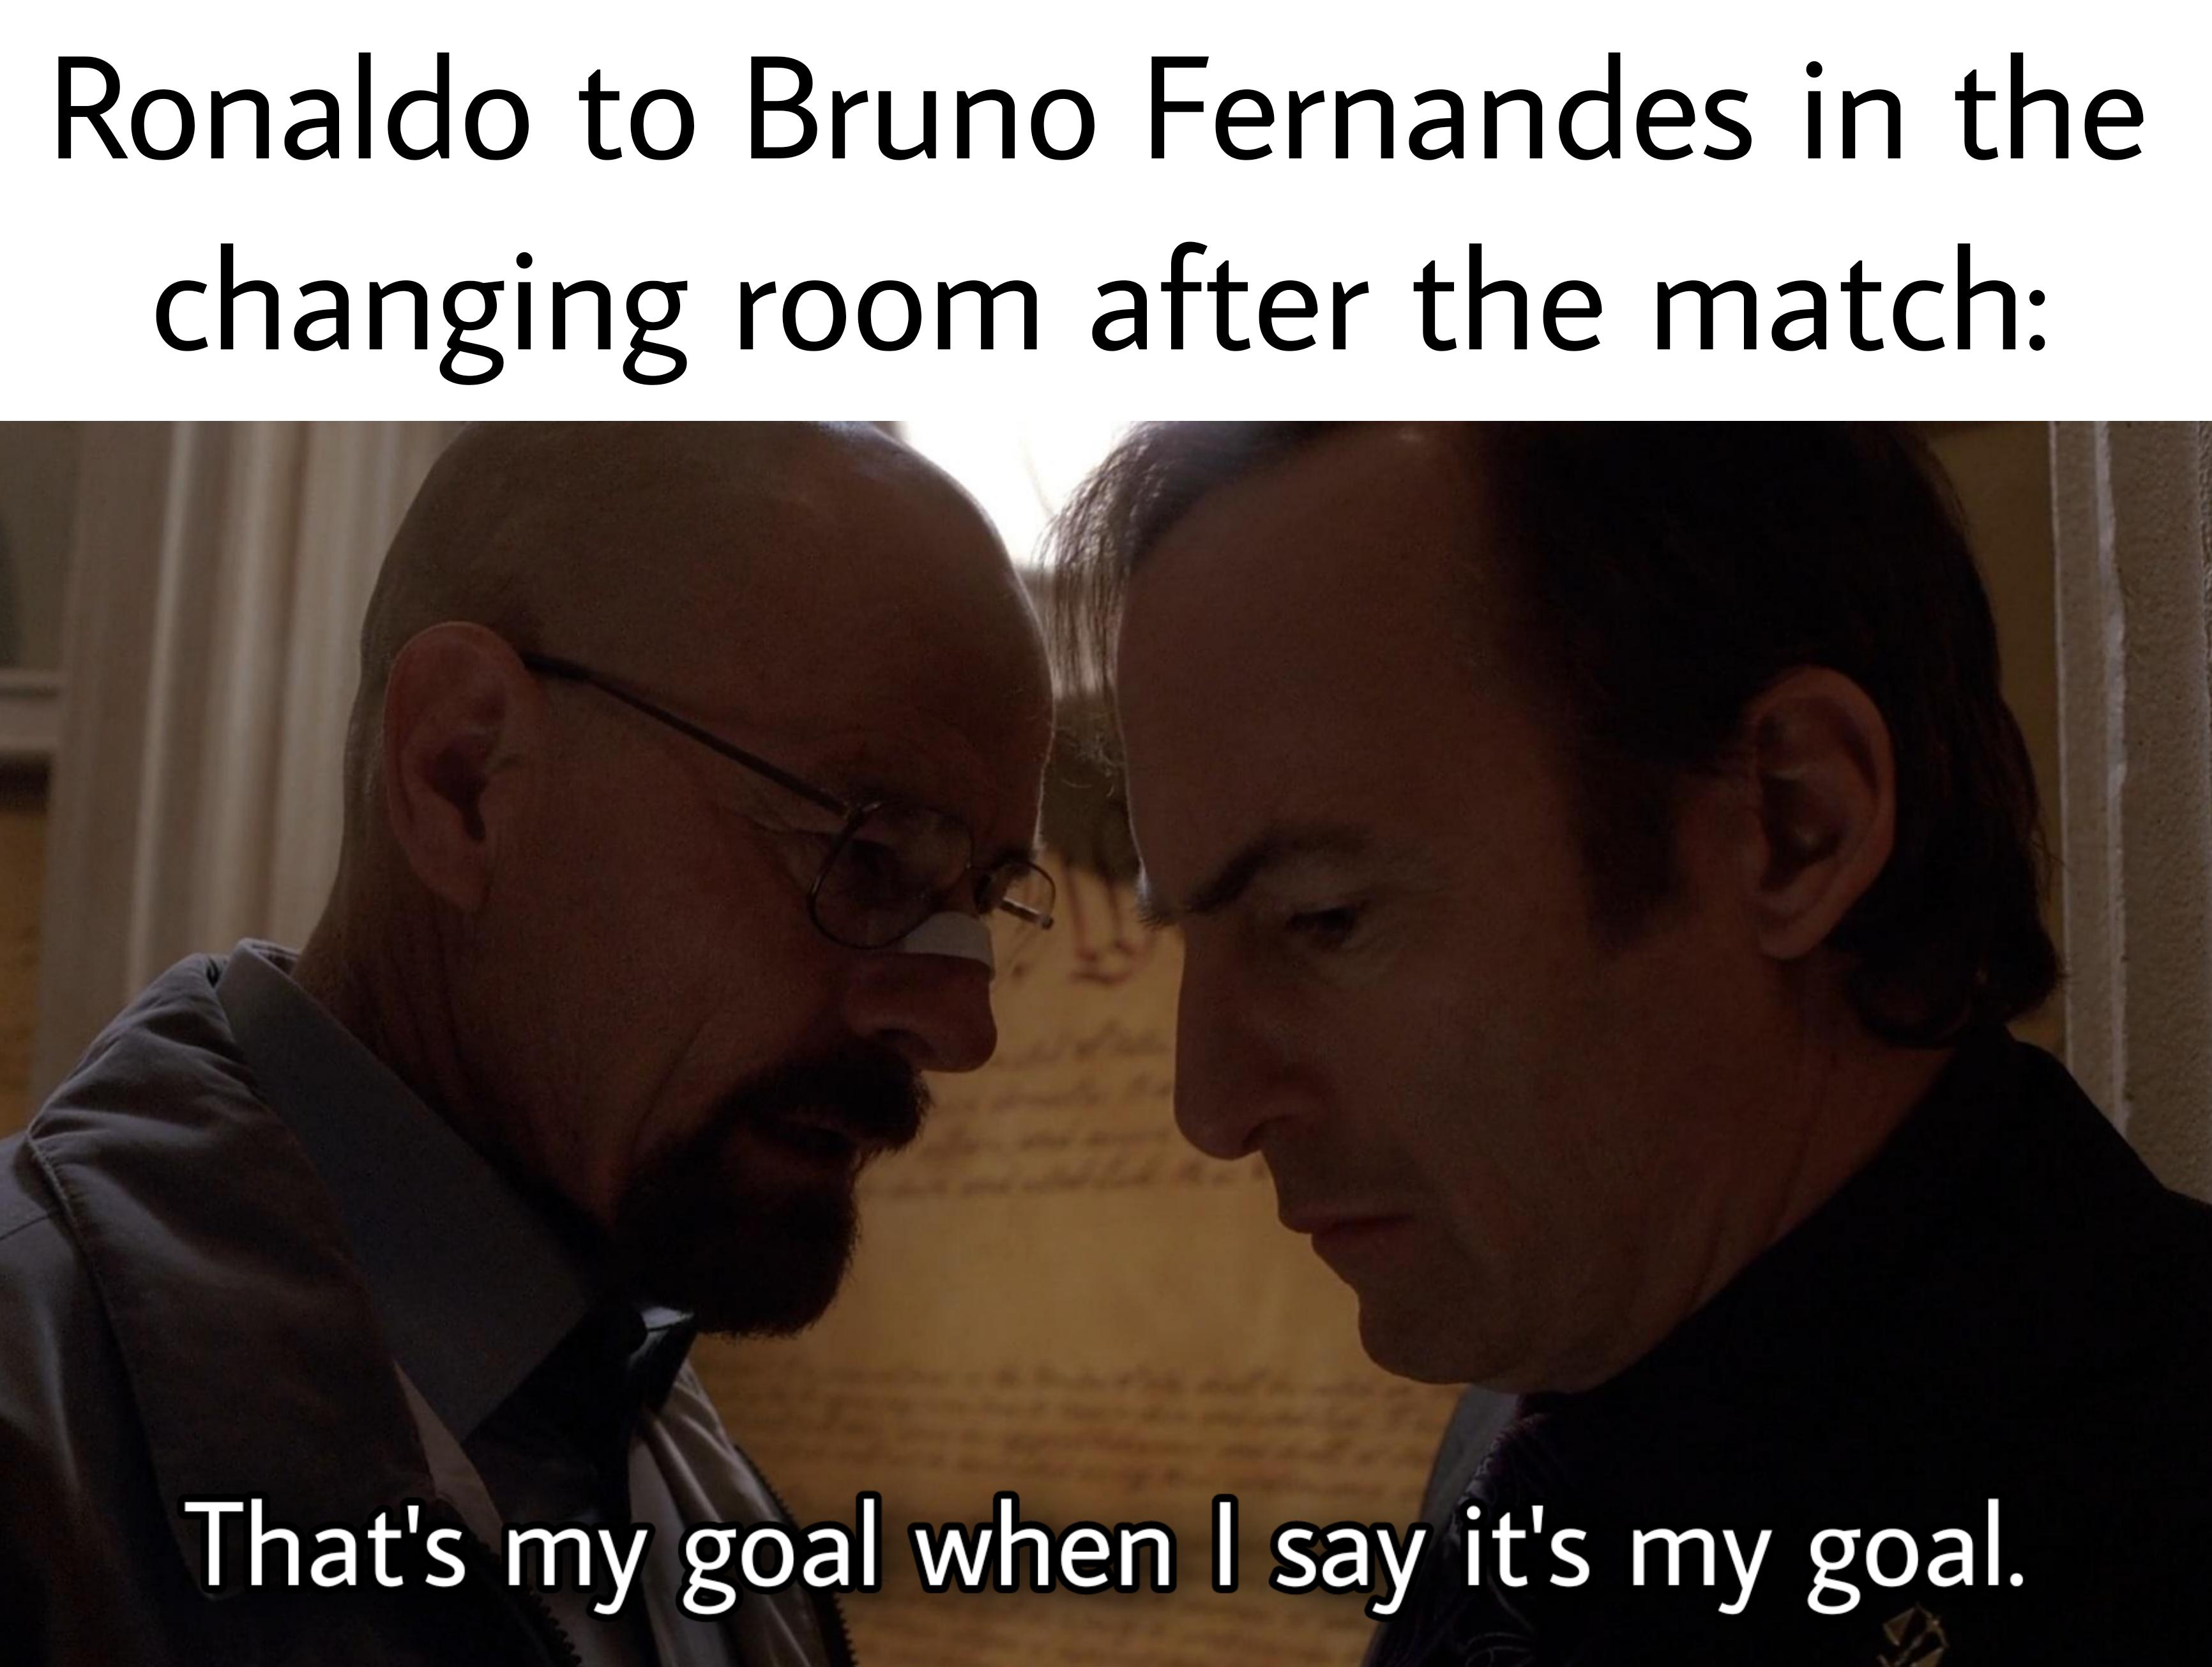 Ronaldo to Bruno Fernandes in the
changing room after the match:
That's my goal when I say it's my goal.